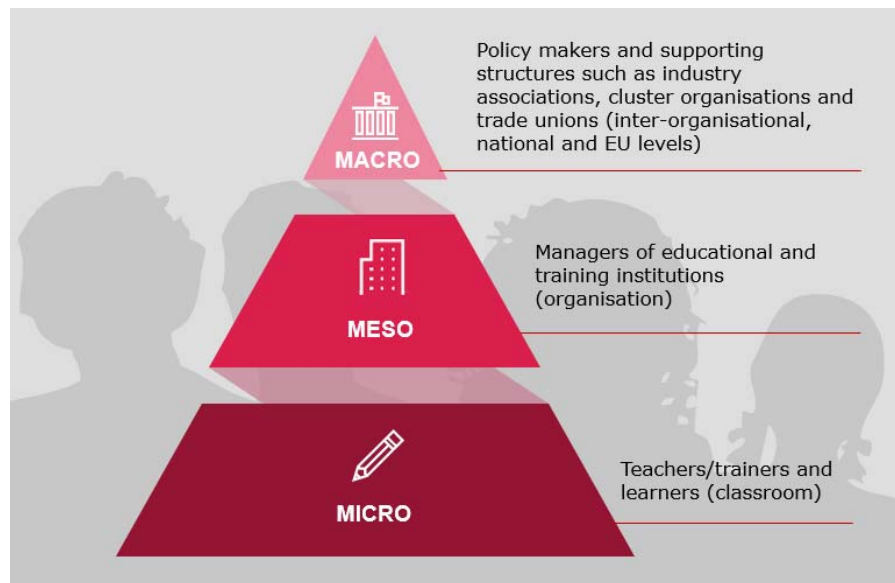 Policy makers and supporting
structures such as industry
associations, cluster organisations and
trade unions (inter-organisational,
national and EU levels)
MACRO
Managers of educational and
training institutions
(organisation)
MESO
Teachers/trainers and
learners (classroom)
MICRO